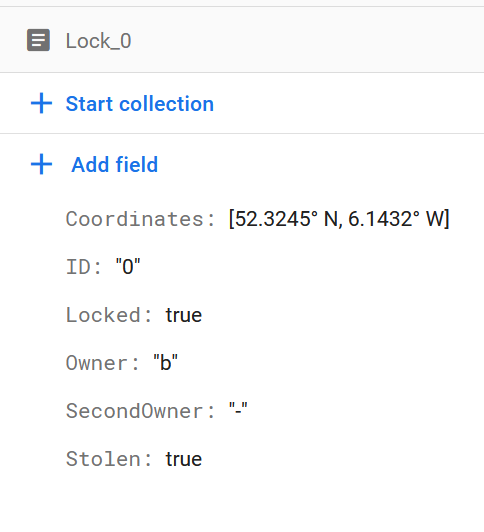 Lock_0
Start collection
Add field
Coordinates: [52.3245° N, 6.1432° W]
ID: "0"
Locked: true
Owner: "b"
SecondOwner: "-"
Stolen: true